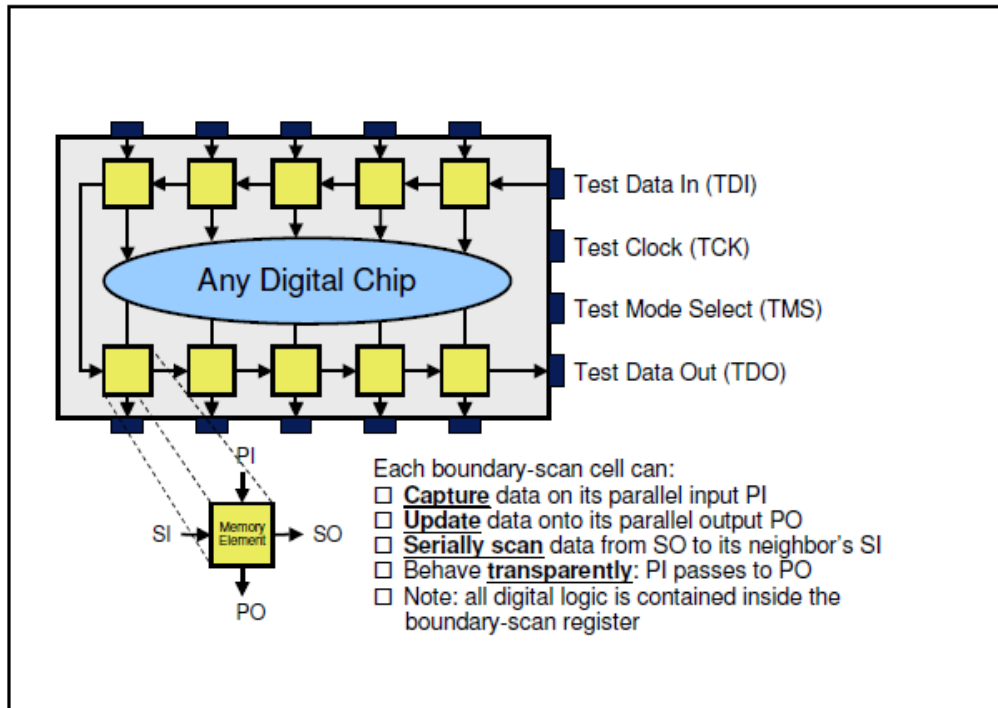 Test Data In (TDI)
Test Clock (TCK)
Any Digital Chip
Test Mode Select (TMS)
Test Data Out (TDO)
PI
SI
Memory
Element
SO
PO
Each boundary-scan cell can:
☐ Capture data on its parallel input PI
☐ Update data onto its parallel output PO
☐ Serially scan data from SO to its neighbor's SI
☐ Behave transparently: PI passes to PO
☐ Note: all digital logic is contained inside the
boundary-scan register